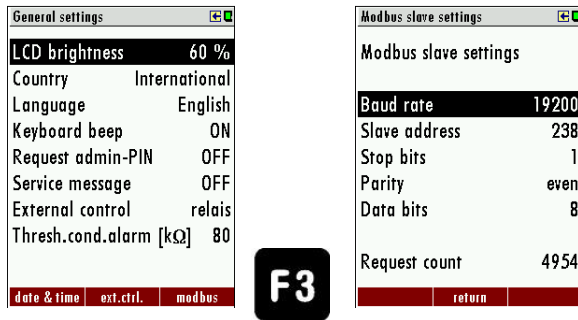 General settings
LCD brightness 60 %
Country International
Language English
Keyboard beep ON
Request admin-PIN OFF
Service message OFF
External control relais
Thresh.cond.alarm [kΩ] 80
date & time ext.ctrl. modbus
F3
Modbus slave settings
Modbus slave settings
Baud rate 19200
Slave address 238
Stop bits 1
Parity even
Data bits 8
Request count 4954
return